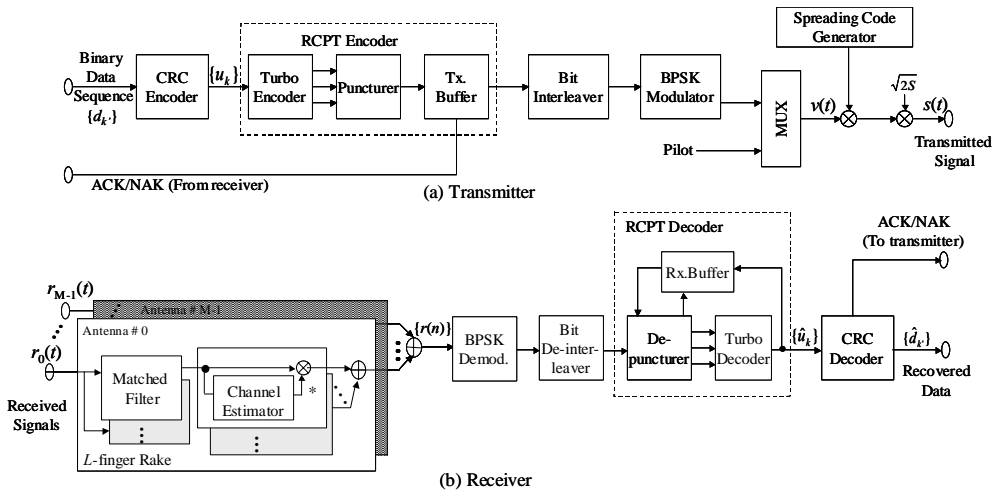 Spreading Code
Generator
RCPT Encoder
Binary
Data
Sequence
{d_k'}
CRC
Encoder
{u_k}
Turbo
Encoder
Puncturer
Tx.
Buffer
Bit
Interleaver
BPSK
Modulator
MUX
Pilot
v(t)
√2S
s(t)
Transmitted
Signal
ACK/NAK (From receiver)
(a) Transmitter
RCPT Decoder
ACK/NAK
(To transmitter)
Rx.Buffer
r_M-1(t)
Antenna # M-1
Antenna # 0
r_0(t)
Received
Signals
Matched
Filter
Channel
Estimator
*
L-finger Rake
{r(n)}
BPSK
Demod.
Bit
De-inter-
leaver
De-
puncturer
Turbo
Decoder
{û_k}
CRC
Decoder
{d̂_k'}
Recovered
Data
(b) Receiver